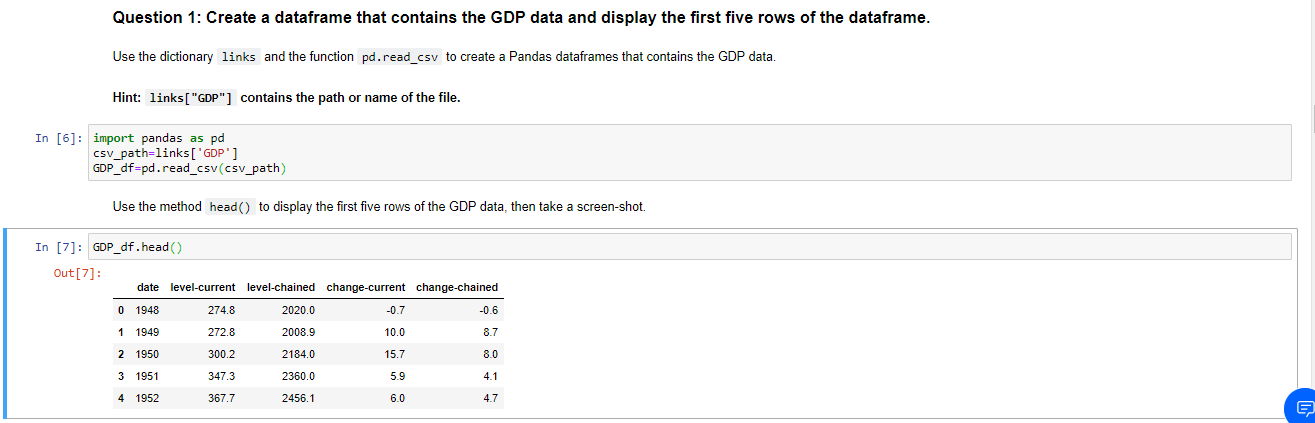 Question 1: Create a dataframe that contains the GDP data and display the first five rows of the dataframe.
Use the dictionary links and the function pd.read_csv to create a Pandas dataframes that contains the GDP data.
Hint: links["GDP"] contains the path or name of the file.
In [6]: import pandas as pd
csv_path=links['GDP']
GDP_df=pd.read_csv(csv_path)
Use the method head() to display the first five rows of the GDP data, then take a screen-shot.
In [7]: GDP_df.head()
Out[7]:
date level-current level-chained change-current change-chained
0 1948 274.8 2020.0 -0.7 -0.6
1 1949 272.8 2008.9 10.0 8.7
2 1950 300.2 2184.0 15.7 8.0
3 1951 347.3 2360.0 5.9 4.1
4 1952 367.7 2456.1 6.0 4.7